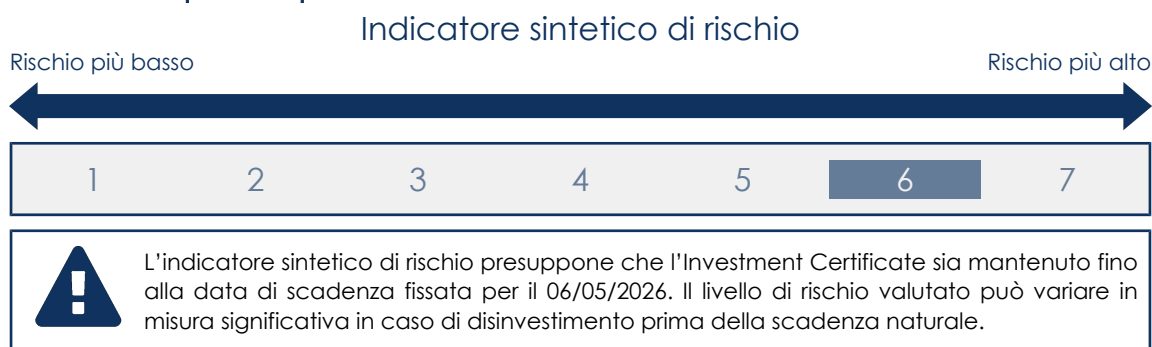 Indicatore sintetico di rischio
Rischio più basso
Rischio più alto
1 2 3 4 5 6 7
L'indicatore sintetico di rischio presuppone che l'Investment Certificate sia mantenuto fino
alla data di scadenza fissata per il 06/05/2026. Il livello di rischio valutato può variare in
misura significativa in caso di disinvestimento prima della scadenza naturale.